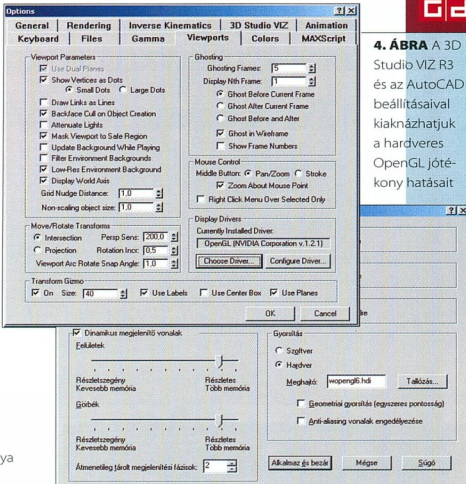 Options
General Rendering Inverse Kinematics 3D Studio VIZ Animation
Keyboard Files Gamma Viewports Colors MAXScript
Viewport Parameters
Use Dual Planes
Show Vertices as Dots
Small Dots Large Dots
Draw Links as Lines
Backface Cull on Object Creation
Attenuate Lights
Mask Viewport to Safe Region
Update Background While Playing
Filter Environment Backgrounds
Low-Res Environment Background
Display World Axis
Grid Nudge Distance: 1,0
Non-scaling object size: 1,0
Ghosting
Ghosting Frames: 5
Display Nth Frame: 1
Ghost Before Current Frame
Ghost After Current Frame
Ghost Before and After
Ghost in Wireframe
Show Frame Numbers
Mouse Control
Middle Button: Pan/Zoom Stroke
Zoom About Mouse Point
Right Click Menu Over Selected Only
Move/Rotate Transforms
Intersection Persp Sens: 200,0
Projection Rotation Incr: 0,5
Viewport Arc Rotate Snap Angle: 1,0
Display Drivers
Currently Installed Driver:
OpenGL (NVIDIA Corporation v.1.2.1)
Choose Driver... Configure Driver...
Transform Gizmo
On Size: 40 Use Labels Use Center Box Use Planes
OK Cancel
4. ÁBRA A 3D
Studio VIZ R3
és az AutoCAD
beállításaival
kiaknázhatjuk
a hardveres
OpenGL jóté-
kony hatásait
Dinamikus megjelenítő vonalak
Felületek
Részletszegény Részletes
Kevesebb memória Több memória
Görbék
Részletszegény Részletes
Kevesebb memória Több memória
Átmenetileg tárolt megjelenítési fázisok: 2
Gyorsítás
Szoftver
Hardver
Meghajtó: wopengl6.hdi Tallózás...
Geometriai gyorsítás (egyszeres pontosság)
Anti-aliasing vonalak engedélyezése
Alkalmaz és bezár Mégse Súgó
ya